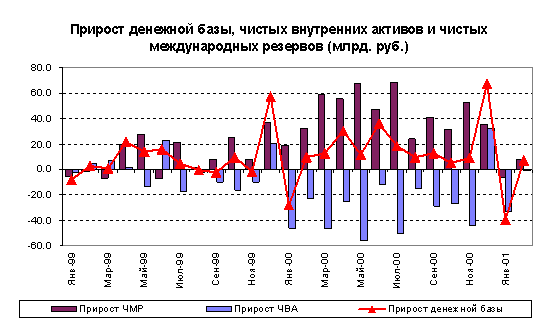 Прирост денежной базы, чистых внутренних активов и чистых
международных резервов (млрд. руб.)
80.0
60.0
40.0
20.0
0.0
-20.0
-40.0
-60.0
Янв-99
Мар-99
Май-99
Июл-99
Сен-99
Ноя-99
Янв-00
Мар-00
Май-00
Июл-00
Сен-00
Ноя-00
Янв-01
Прирост ЧМР
Прирост ЧВА
Прирост денежной базы